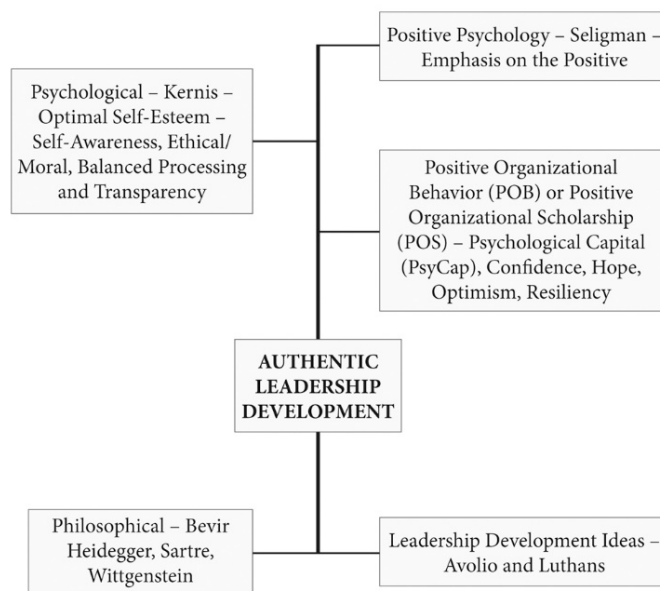 Positive Psychology – Seligman –
Emphasis on the Positive
Psychological – Kernis –
Optimal Self-Esteem –
Self-Awareness, Ethical/
Moral, Balanced Processing
and Transparency
Positive Organizational
Behavior (POB) or Positive
Organizational Scholarship
(POS) – Psychological Capital
(PsyCap), Confidence, Hope,
Optimism, Resiliency
AUTHENTIC
LEADERSHIP
DEVELOPMENT
Philosophical – Bevir
Heidegger, Sartre,
Wittgenstein
Leadership Development Ideas –
Avolio and Luthans